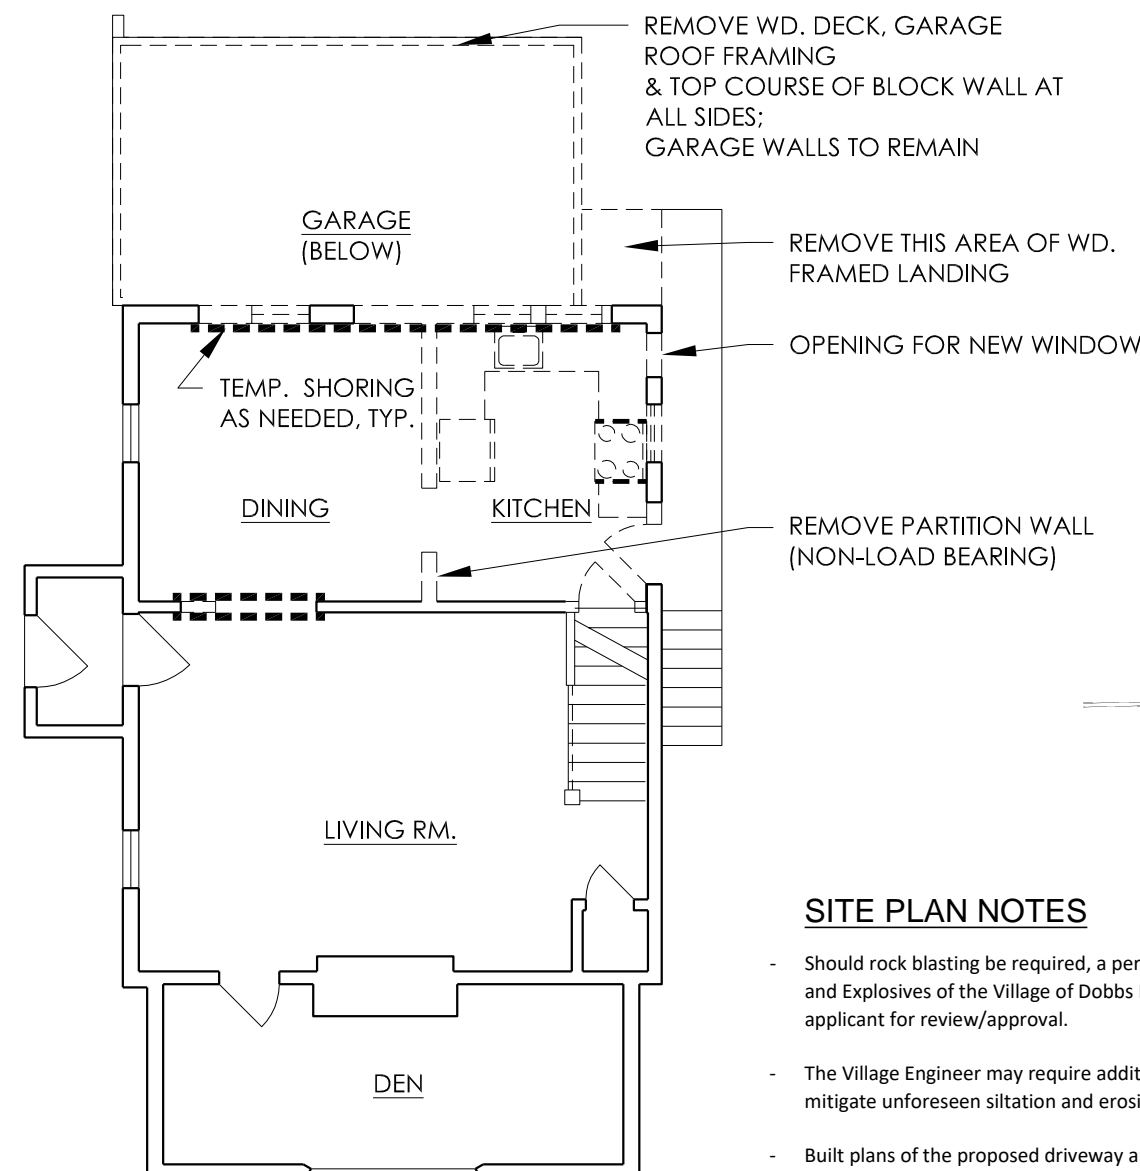 REMOVE WD. DECK, GARAGE
ROOF FRAMING
& TOP COURSE OF BLOCK WALL AT
ALL SIDES;
GARAGE WALLS TO REMAIN
GARAGE
(BELOW)
REMOVE THIS AREA OF WD.
FRAMED LANDING
OPENING FOR NEW WINDOW
TEMP. SHORING
AS NEEDED, TYP.
DINING
KITCHEN
REMOVE PARTITION WALL
(NON-LOAD BEARING)
LIVING RM.
DEN
SITE PLAN NOTES
- Should rock blasting be required, a per
and Explosives of the Village of Dobbs
applicant for review/approval.
- The Village Engineer may require addit
mitigate unforeseen siltation and erosi
- Built plans of the proposed driveway a